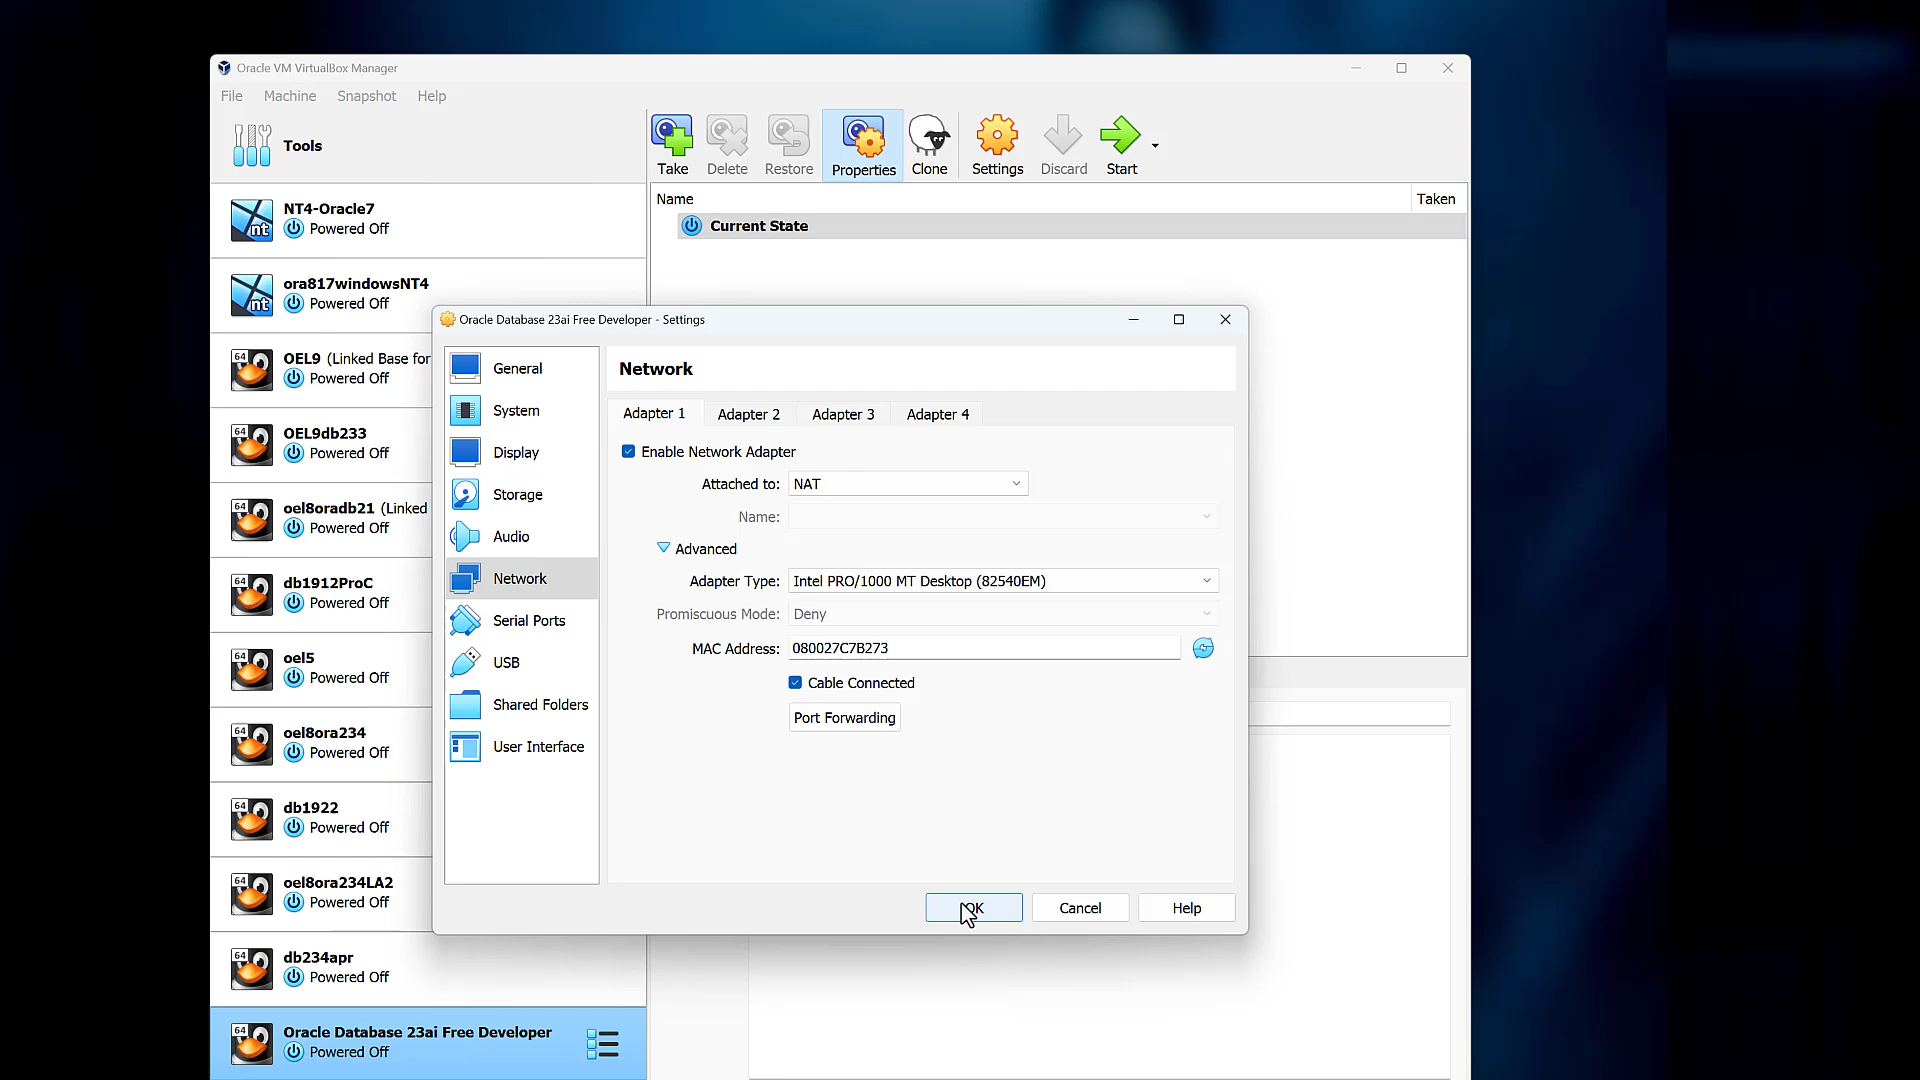 Oracle VM VirtualBox Manager
File Machine Snapshot Help
Tools
Take Delete Restore Properties Clone Settings Discard Start
Name Taken
Current State
NT4-Oracle7
Powered Off
ora817windowsNT4
Powered Off
OEL9 (Linked Base for
Powered Off
OEL9db233
Powered Off
oel8oradb21 (Linked
Powered Off
db1912ProC
Powered Off
oel5
Powered Off
oel8ora234
Powered Off
db1922
Powered Off
oel8ora234LA2
Powered Off
db234apr
Powered Off
Oracle Database 23ai Free Developer
Powered Off
Oracle Database 23ai Free Developer - Settings
General
System
Display
Storage
Audio
Network
Serial Ports
USB
Shared Folders
User Interface
Network
Adapter 1 Adapter 2 Adapter 3 Adapter 4
Enable Network Adapter
Attached to: NAT
Name:
Advanced
Adapter Type: Intel PRO/1000 MT Desktop (82540EM)
Promiscuous Mode: Deny
MAC Address: 080027C7B273
Cable Connected
Port Forwarding
OK Cancel Help